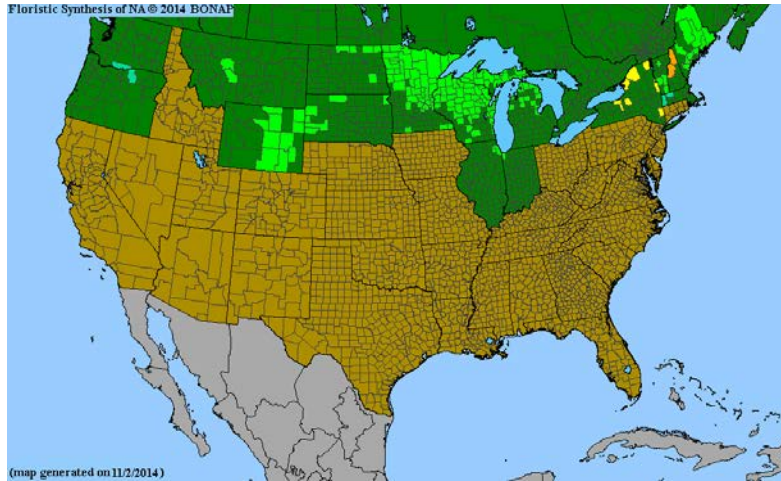 Floristic Synthesis of NA © 2014 BONAP
(map generated on 11/2/2014)